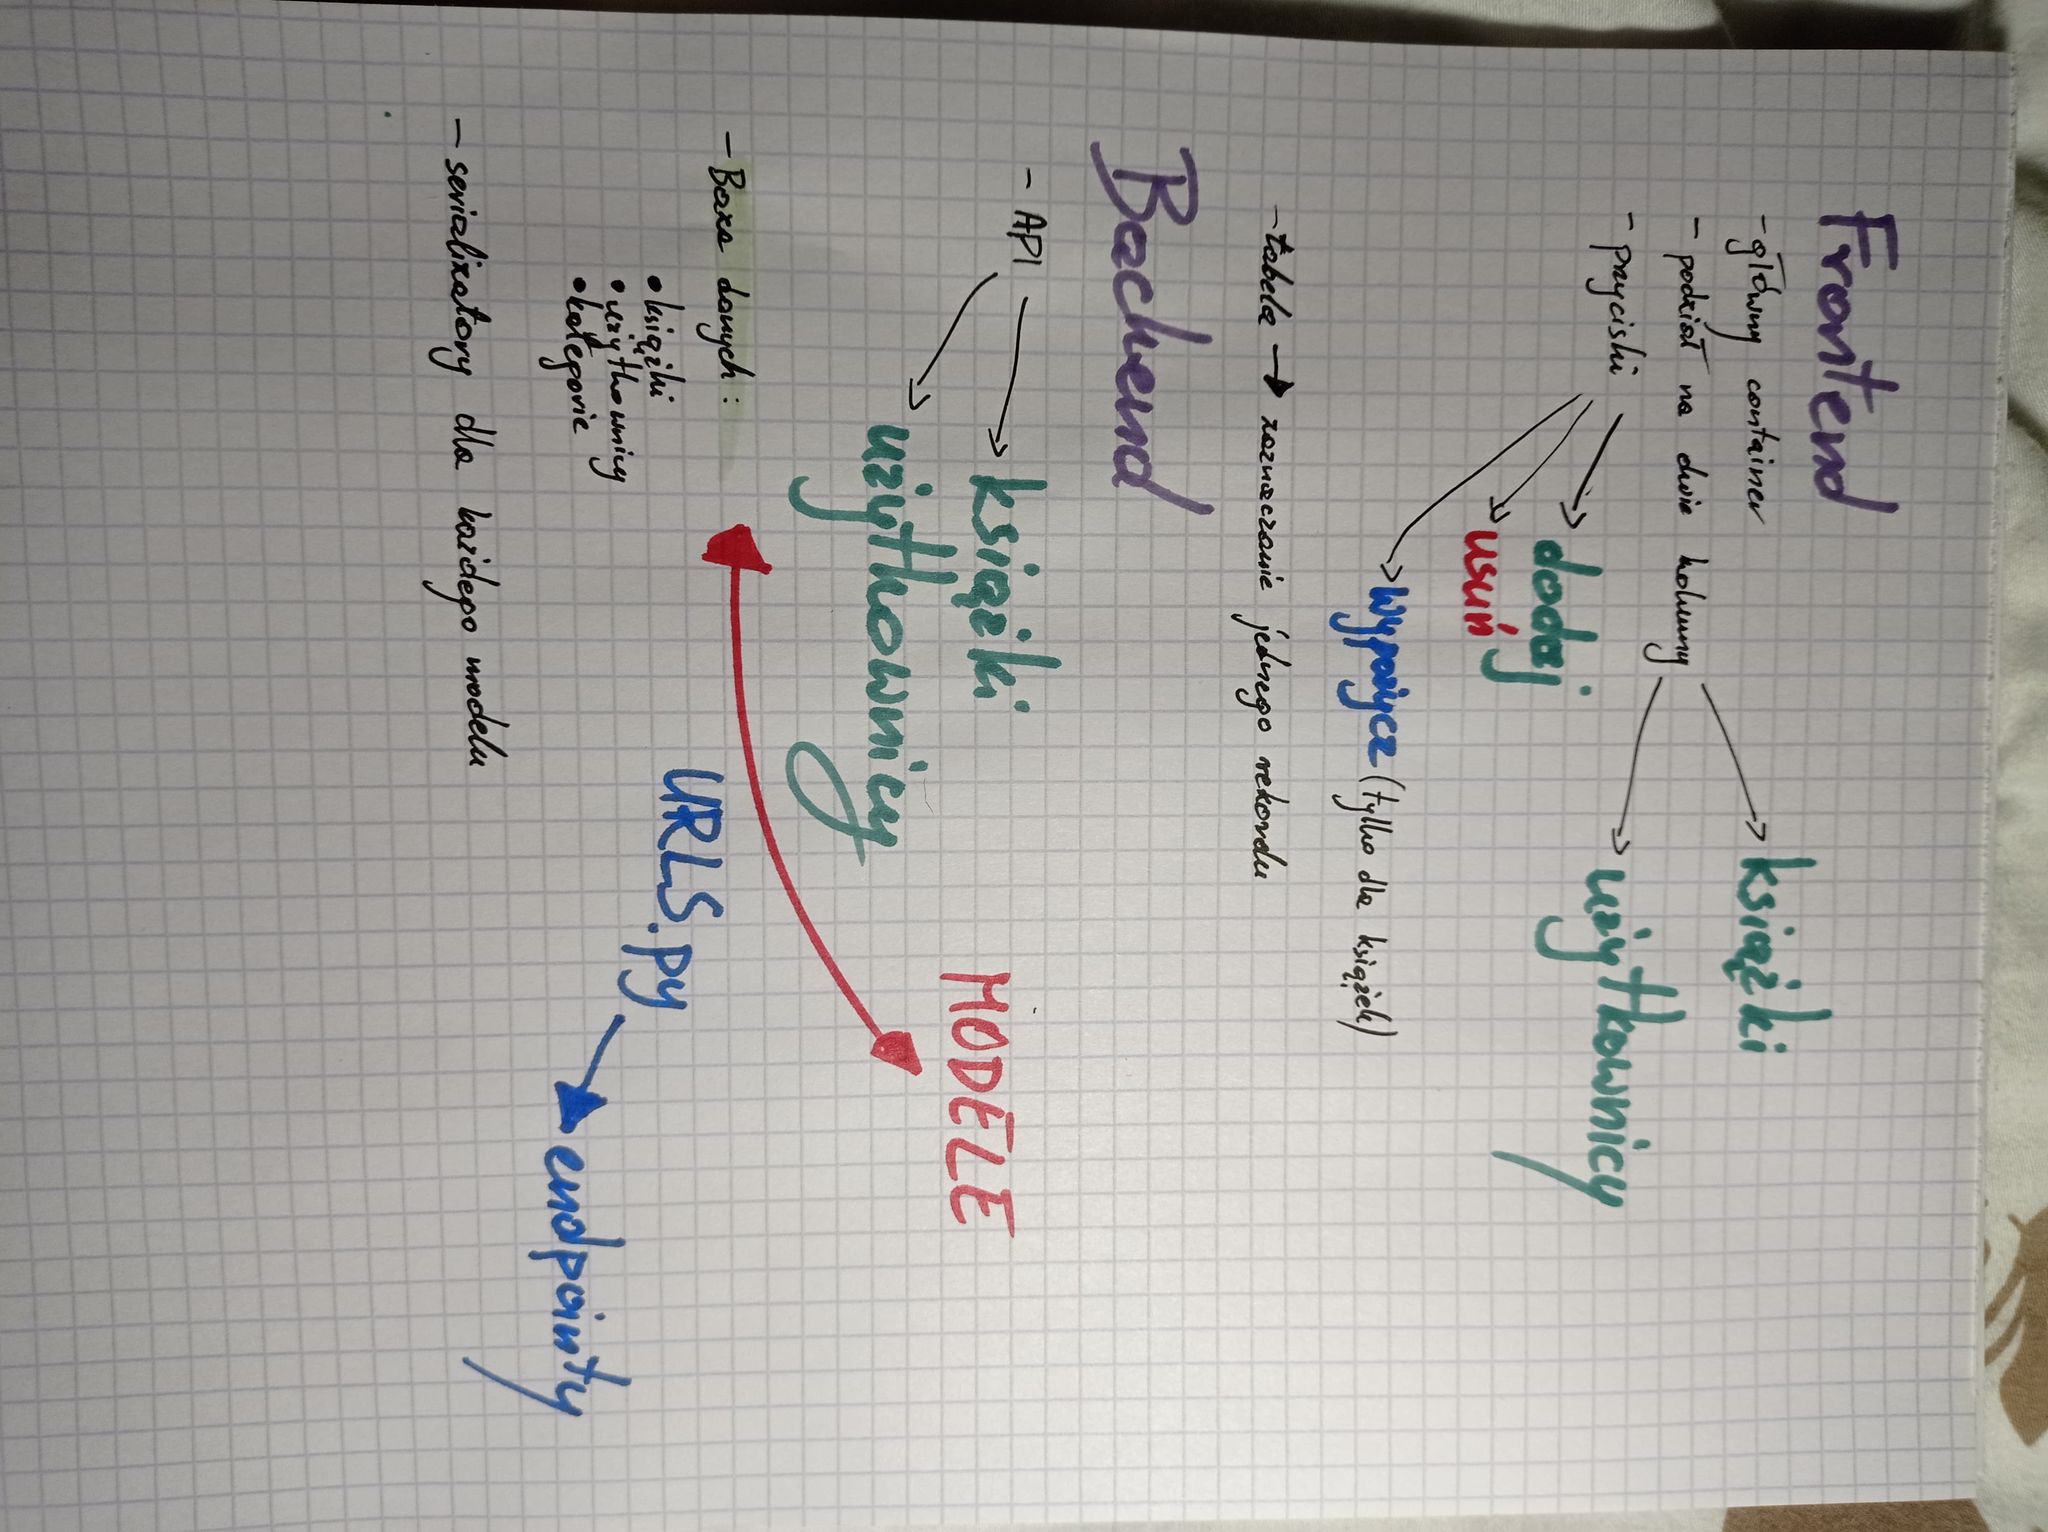 Frontend
- główny container
- podział na dwie kolumny
książki
użytkownicy
- przyciski
dodaj
usuń
wypożycz (tylko dla książek)
- tabela → zaznaczanie jednego rekordu
Backend
- API
książki
użytkownicy
MODELE
- Baza danych:
• książki
• użytkownicy
• kategorie
URLS.py
endpointy
- serializatory dla każdego modelu